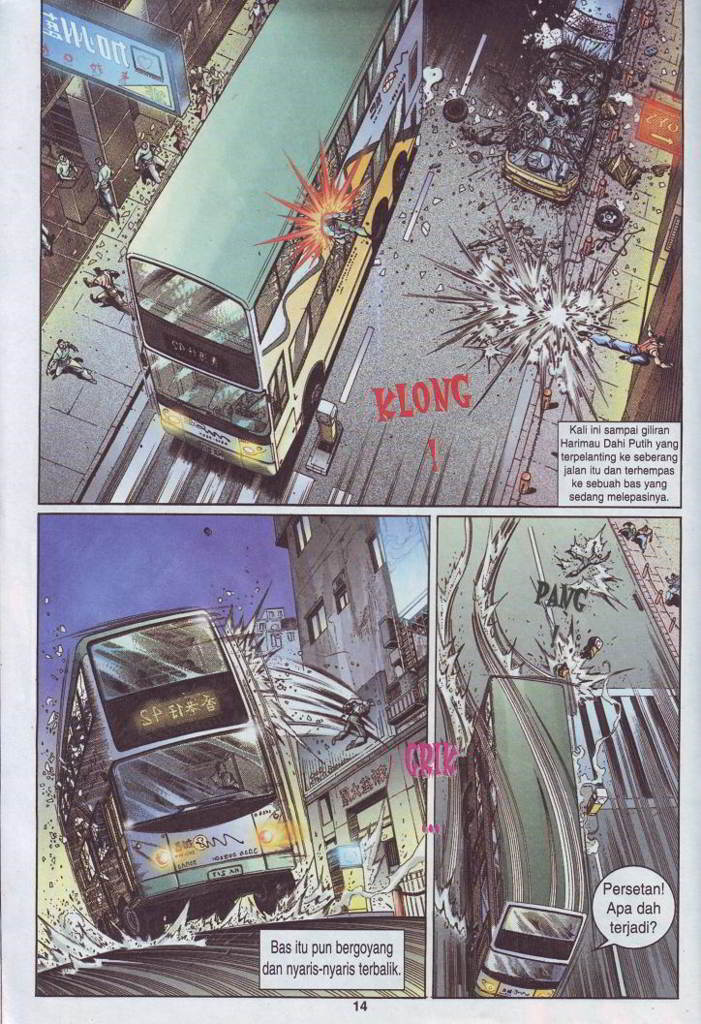 KLONG
!
Kali ini sampai giliran
Harimau Dahi Putih yang
terpelanting ke seberang
jalan itu dan terhempas
ke sebuah bas yang
sedang melepasinya.
Bas itu pun bergoyang
dan nyaris-nyaris terbalik.
PANG
!
CRIK
...
Persetan!
Apa dah
terjadi?
14